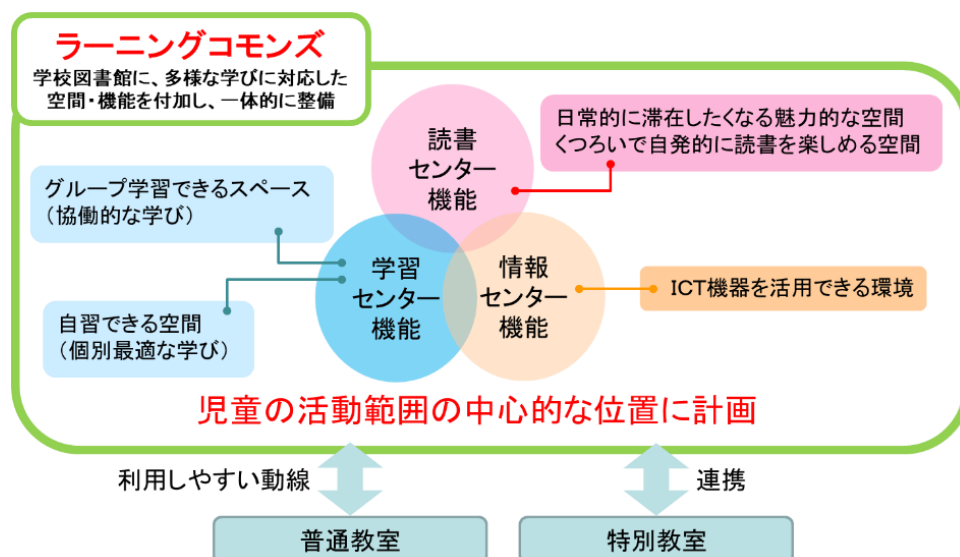 ラーニングコモンズ
学校図書館に、多様な学びに対応した
空間・機能を付加し、一体的に整備
日常的に滞在したくなる魅力的な空間
くつろいで自発的に読書を楽しめる空間
読書
センター
機能
グループ学習できるスペース
（協働的な学び）
学習
センター
機能
情報
センター
機能
ICT機器を活用できる環境
自習できる空間
（個別最適な学び）
児童の活動範囲の中心的な位置に計画
利用しやすい動線
連携
普通教室
特別教室